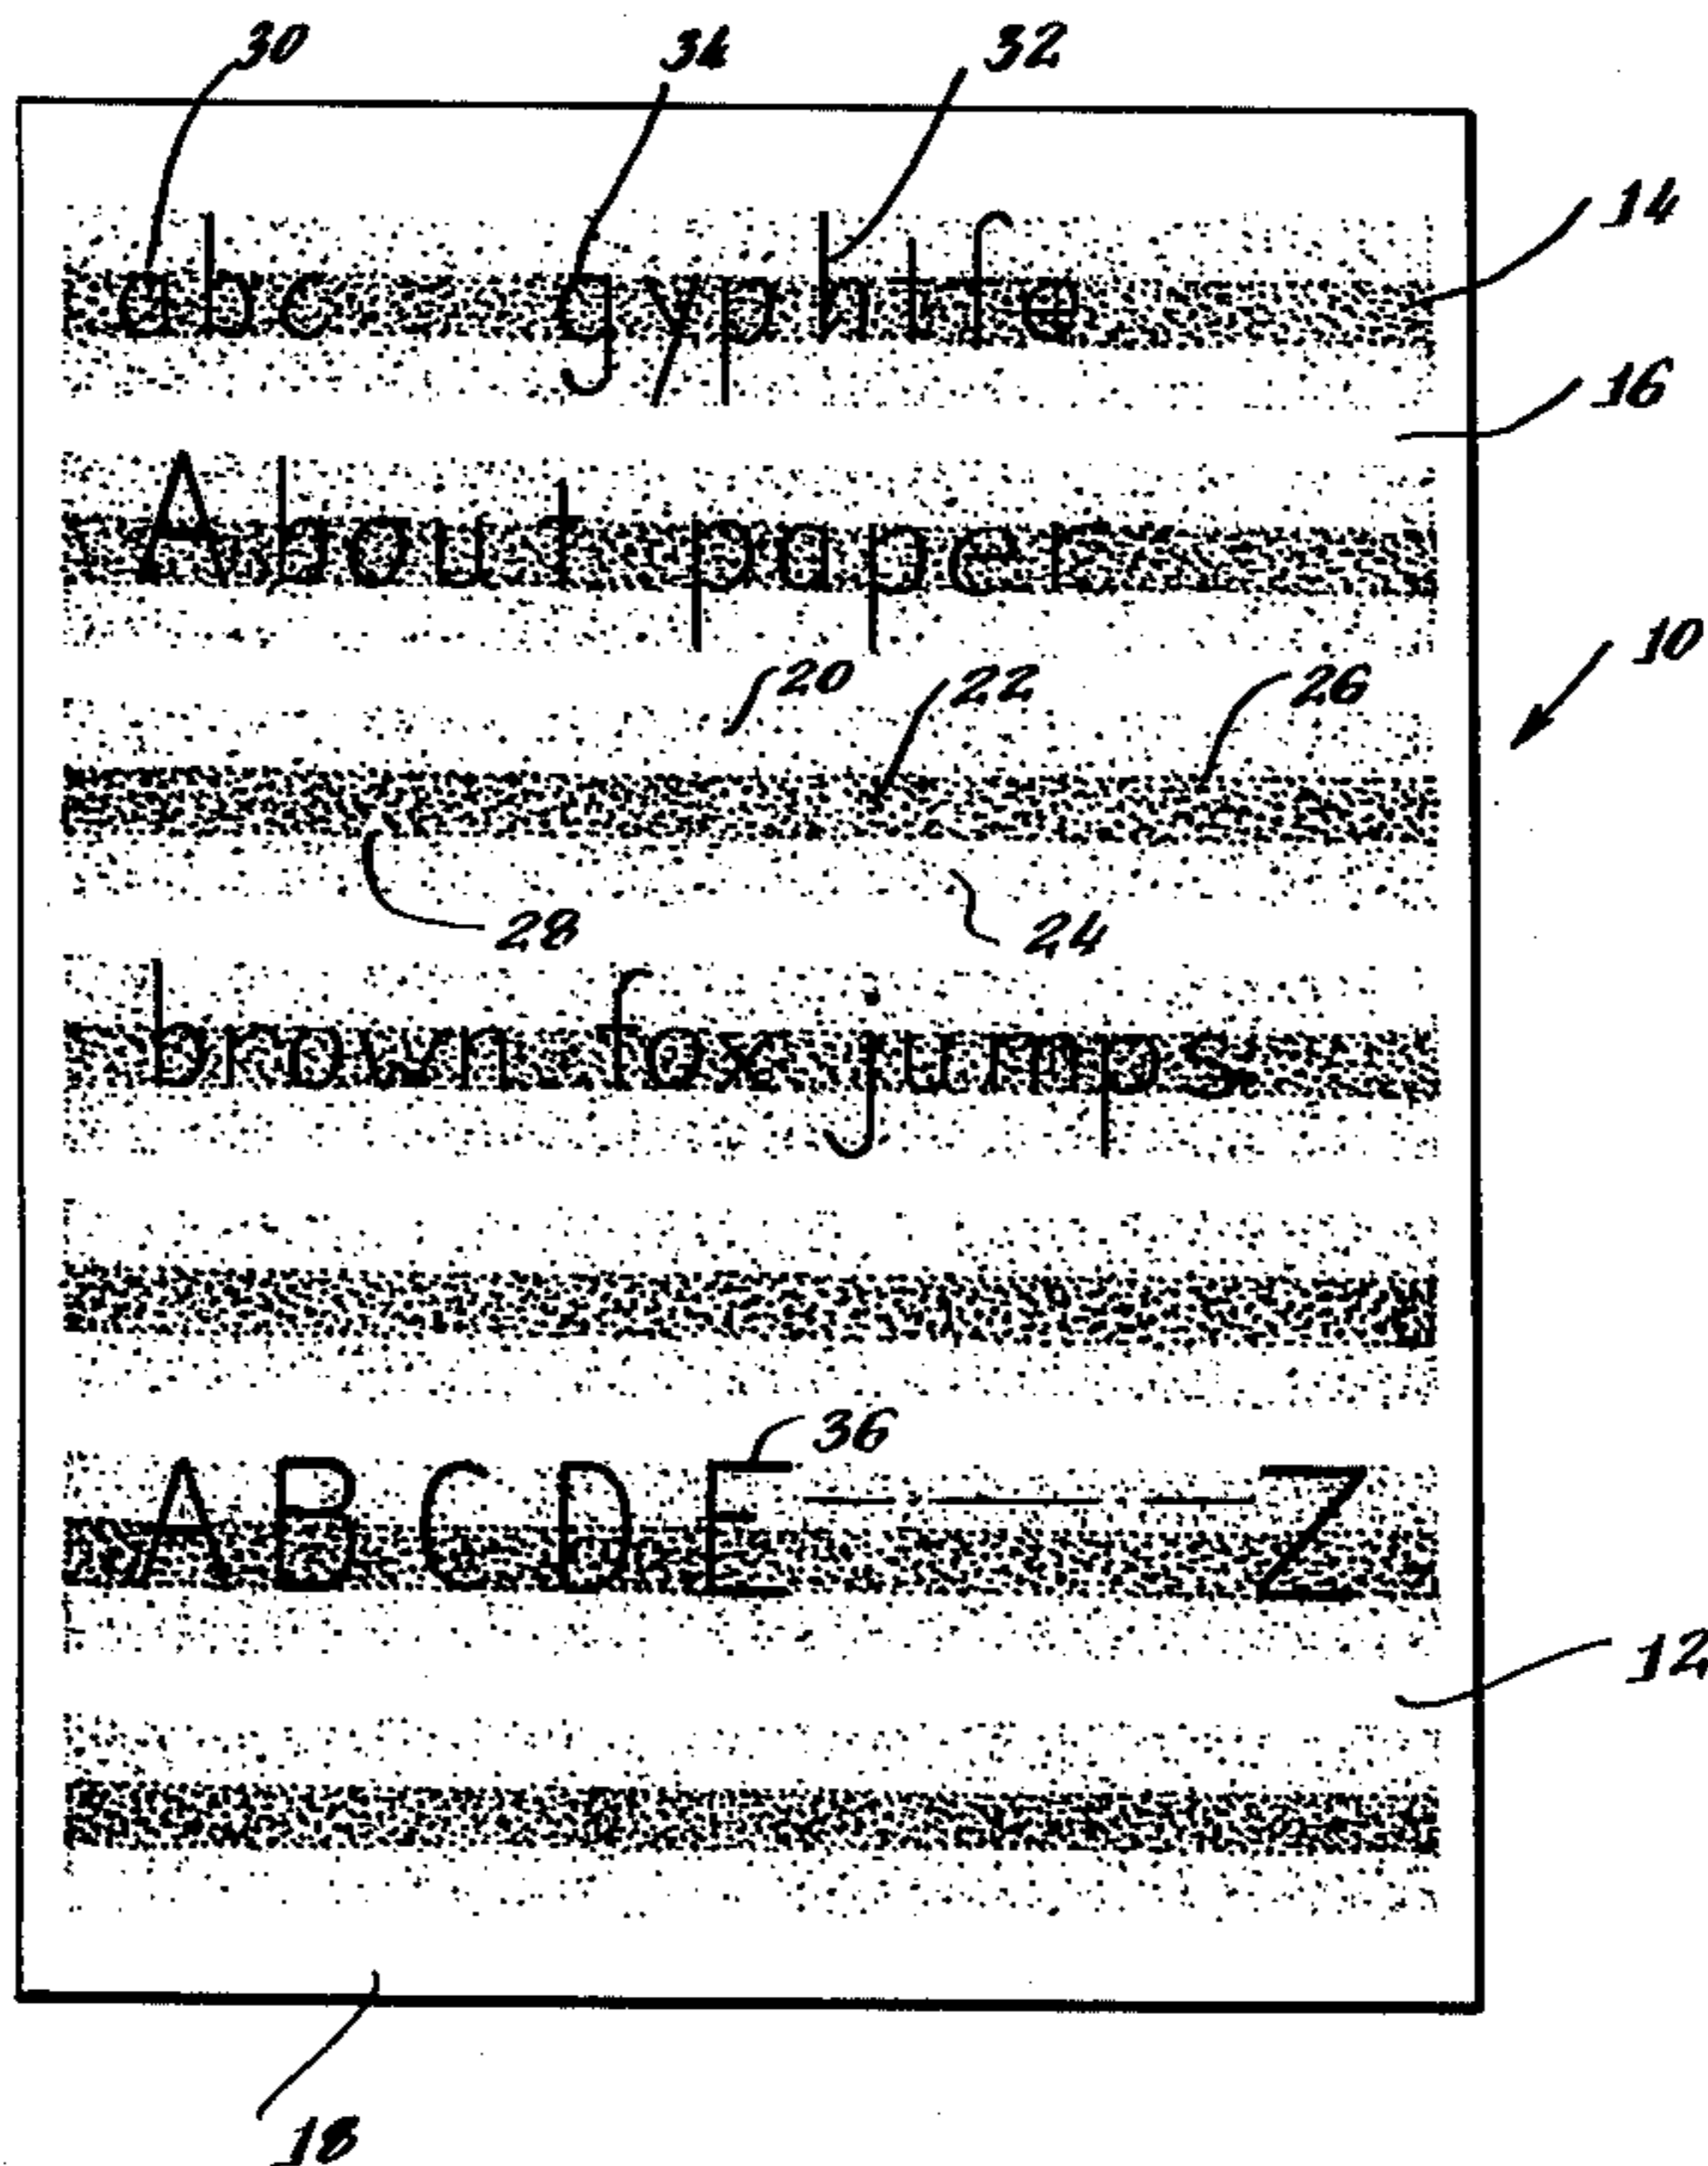 30 34 32
14
abc gyphtfe
16
About paper
10
20 22 26
28 24
brown fox jumps.
36
ABCDE — — — Z
12
18